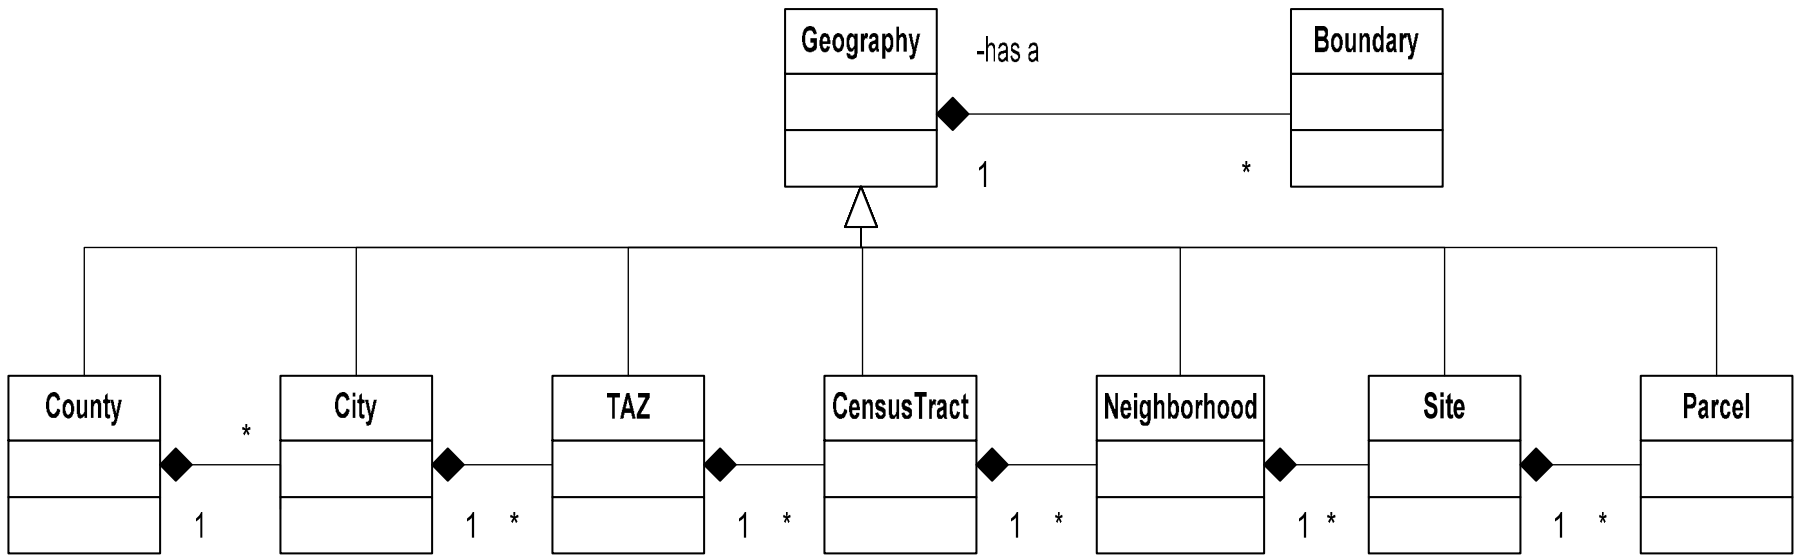 Geography
-has a
Boundary
1
*
County
City
TAZ
CensusTract
Neighborhood
Site
Parcel
*
1
1 *
1 *
1 *
1 *
1 *